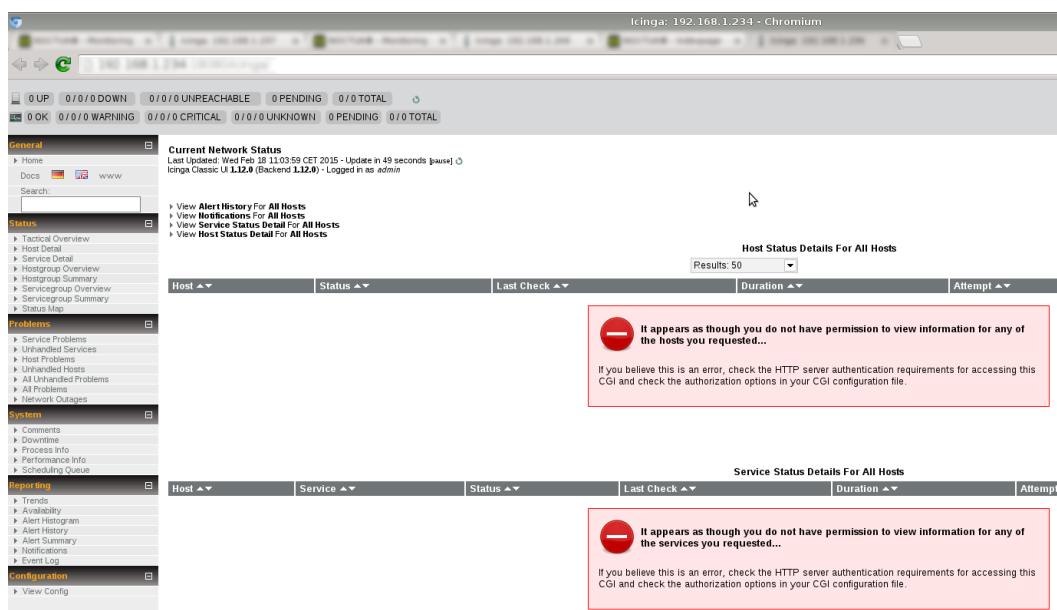 Icinga: 192.168.1.234 - Chromium
0 UP 0 / 0 / 0 DOWN 0 / 0 / 0 UNREACHABLE 0 PENDING 0 / 0 TOTAL
0 OK 0 / 0 / 0 WARNING 0 / 0 / 0 CRITICAL 0 / 0 / 0 UNKNOWN 0 PENDING 0 / 0 TOTAL
General
Home
Docs www
Search:
Status
Tactical Overview
Host Detail
Service Detail
Hostgroup Overview
Hostgroup Summary
Servicegroup Overview
Servicegroup Summary
Status Map
Problems
Service Problems
Unhandled Services
Host Problems
Unhandled Hosts
All Unhandled Problems
All Problems
Network Outages
System
Comments
Downtime
Process Info
Performance Info
Scheduling Queue
Reporting
Trends
Availability
Alert Histogram
Alert History
Alert Summary
Notifications
Event Log
Configuration
View Config
Current Network Status
Last Updated: Wed Feb 18 11:03:59 CET 2015 - Update in 49 seconds [pause]
Icinga Classic UI 1.12.0 (Backend 1.12.0) - Logged in as admin
View Alert History For All Hosts
View Notifications For All Hosts
View Service Status Detail For All Hosts
View Host Status Detail For All Hosts
Host Status Details For All Hosts
Results: 50
Host Status Last Check Duration Attempt
It appears as though you do not have permission to view information for any of
the hosts you requested...
If you believe this is an error, check the HTTP server authentication requirements for accessing this
CGI and check the authorization options in your CGI configuration file.
Service Status Details For All Hosts
Host Service Status Last Check Duration Attempt
It appears as though you do not have permission to view information for any of
the services you requested...
If you believe this is an error, check the HTTP server authentication requirements for accessing this
CGI and check the authorization options in your CGI configuration file.